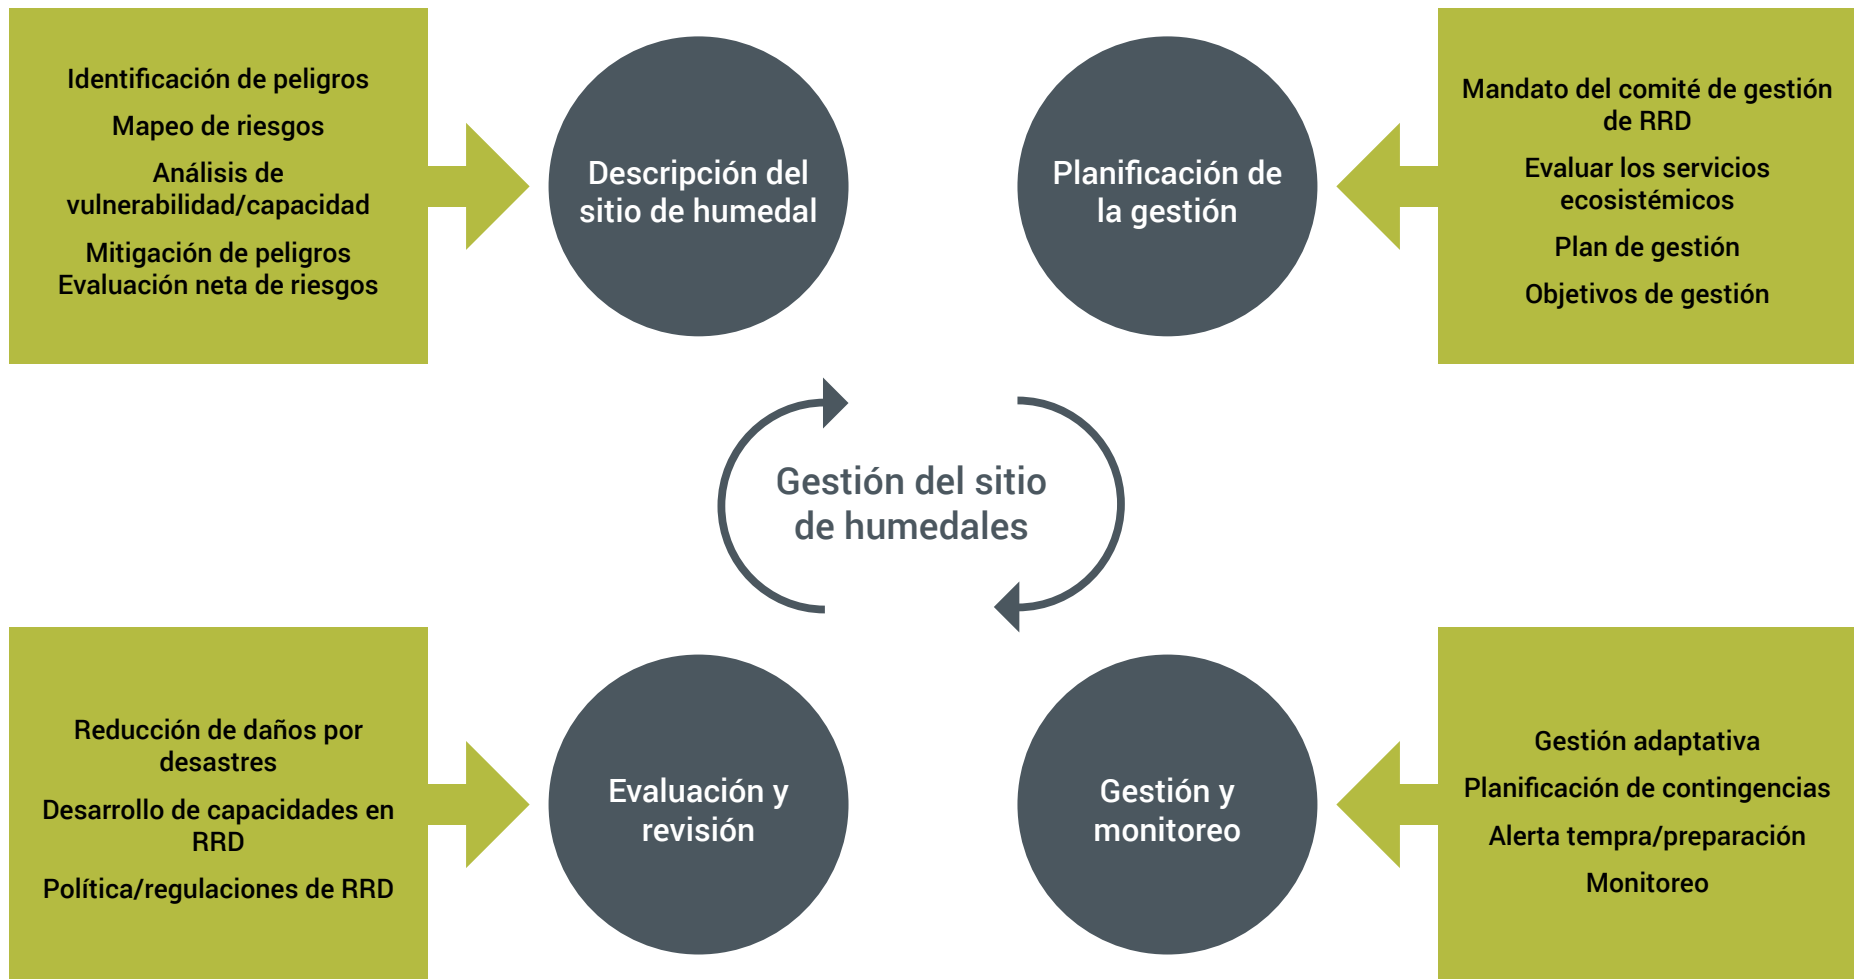 Identificación de peligros
Mapeo de riesgos
Análisis de
vulnerabilidad/capacidad
Mitigación de peligros
Evaluación neta de riesgos
Descripción del
sitio de humedal
Planificación de
la gestión
Mandato del comité de gestión
de RRD
Evaluar los servicios
ecosistémicos
Plan de gestión
Objetivos de gestión
Gestión del sitio
de humedales
Reducción de daños por
desastres
Desarrollo de capacidades en
RRD
Política/regulaciones de RRD
Evaluación y
revisión
Gestión y
monitoreo
Gestión adaptativa
Planificación de contingencias
Alerta tempra/preparación
Monitoreo